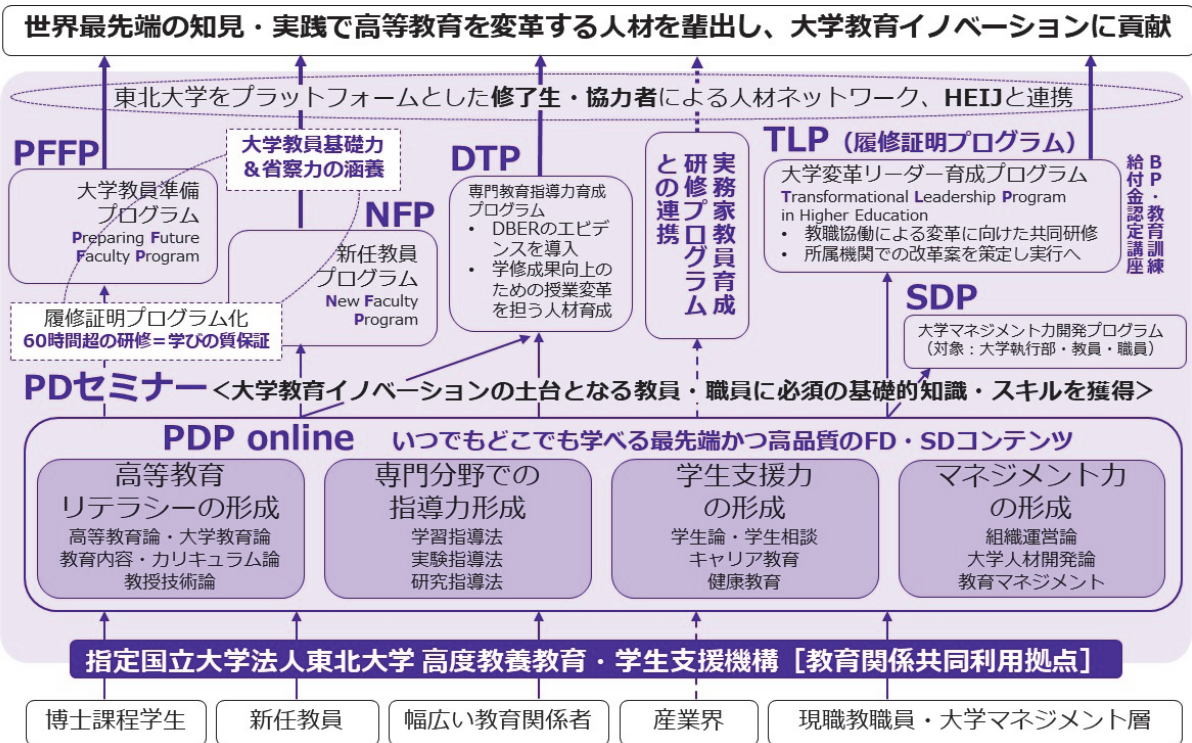 世界最先端の知見・実践で高等教育を変革する人材を輩出し、大学教育イノベーションに貢献
東北大学をプラットフォームとした修了生・協力者による人材ネットワーク、HEIJと連携
PFFP
大学教員準備
プログラム
Preparing Future
Faculty Program
大学教員基礎力
＆省察力の涵養
NFP
新任教員
プログラム
New Faculty
Program
履修証明プログラム化
60時間超の研修＝学びの質保証
DTP
専門教育指導力育成
プログラム
• DBERのエビデ
ンスを導入
• 学修成果向上の
ための授業変革
を担う人材育成
実務家教員育成
研修プログラム
との連携
TLP（履修証明プログラム）
大学変革リーダー育成プログラム
Transformational Leadership Program
in Higher Education
• 教職協働による変革に向けた共同研修
• 所属機関での改革案を策定し実行へ
BP・教育訓練
給付金認定講座
SDP
大学マネジメント力開発プログラム
（対象：大学執行部・教員・職員）
PDセミナー<大学教育イノベーションの土台となる教員・職員に必須の基礎的知識・スキルを獲得>
PDP online いつでもどこでも学べる最先端かつ高品質のFD・SDコンテンツ
高等教育
リテラシーの形成
高等教育論・大学教育論
教育内容・カリキュラム論
教授技術論
専門分野での
指導力形成
学習指導法
実験指導法
研究指導法
学生支援力
の形成
学生論・学生相談
キャリア教育
健康教育
マネジメント力
の形成
組織運営論
大学人材開発論
教育マネジメント
指定国立大学法人東北大学 高度教養教育・学生支援機構［教育関係共同利用拠点］
博士課程学生
新任教員
幅広い教育関係者
産業界
現職教職員・大学マネジメント層